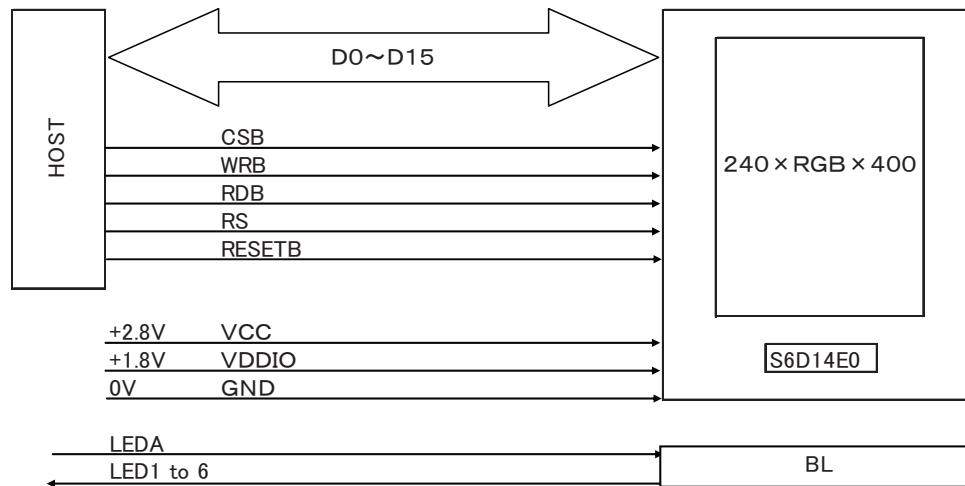 D0～D15
HOST
CSB
WRB
RDB
RS
RESETB
240×RGB×400
+2.8V VCC
+1.8V VDDIO
0V GND
S6D14E0
LEDA
LED1 to 6
BL